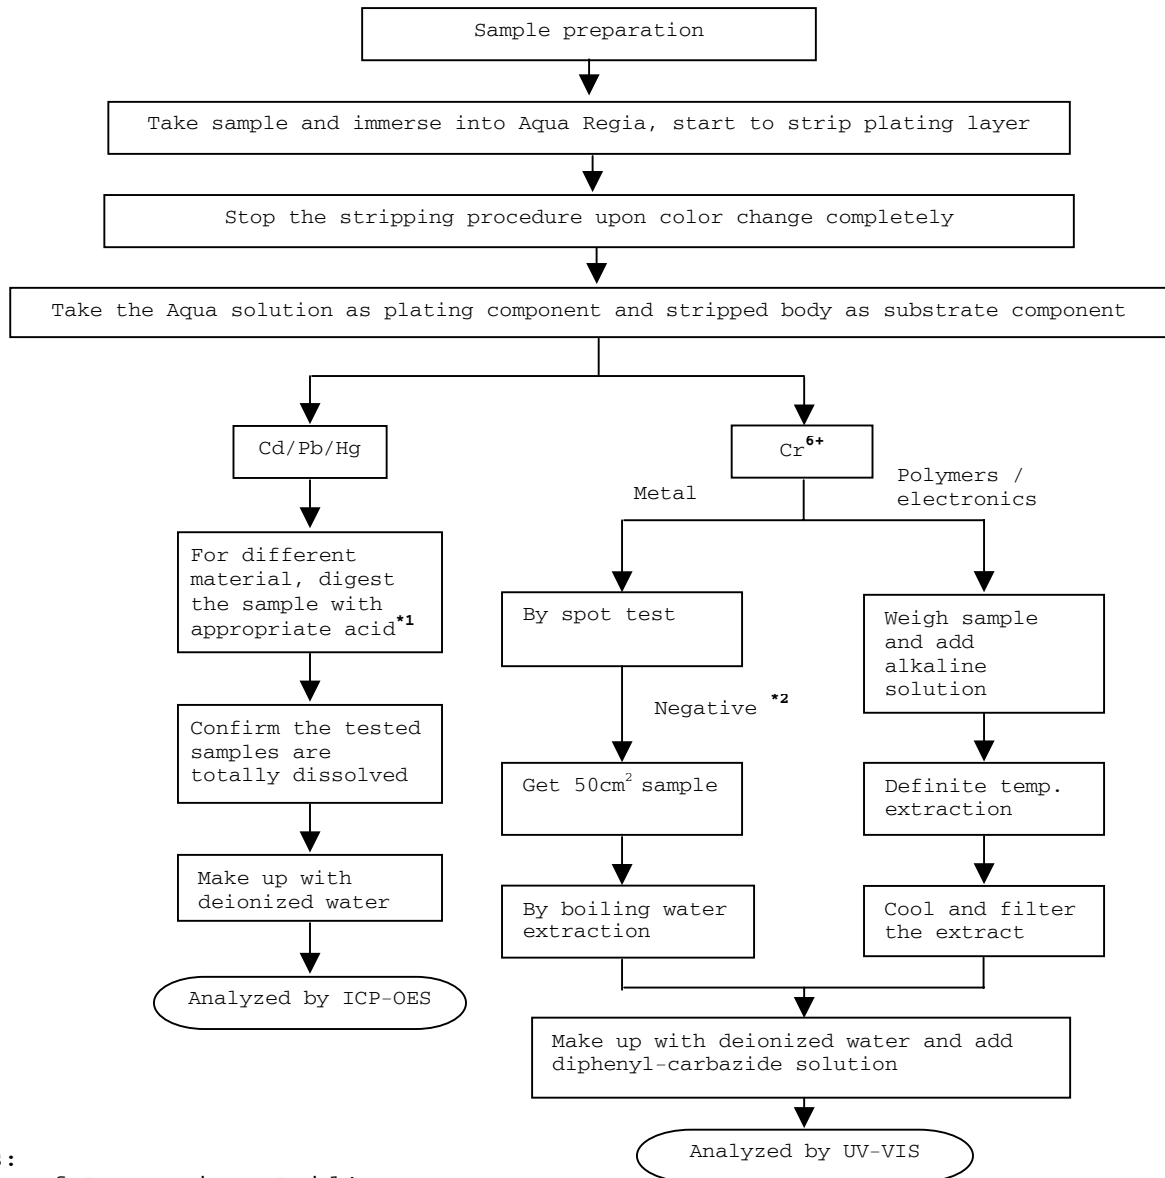 Sample preparation
Take sample and immerse into Aqua Regia, start to strip plating layer
Stop the stripping procedure upon color change completely
Take the Aqua solution as plating component and stripped body as substrate component
Cd/Pb/Hg
For different
material, digest
the sample with
appropriate acid*1
Confirm the tested
samples are
totally dissolved
Make up with
deionized water
Analyzed by ICP-OES
Cr6+
Metal
By spot test
Negative *2
Get 50cm2 sample
By boiling water
extraction
Polymers /
electronics
Weigh sample
and add
alkaline
solution
Definite temp.
extraction
Cool and filter
the extract
Make up with deionized water and add
diphenyl-carbazide solution
Analyzed by UV-VIS